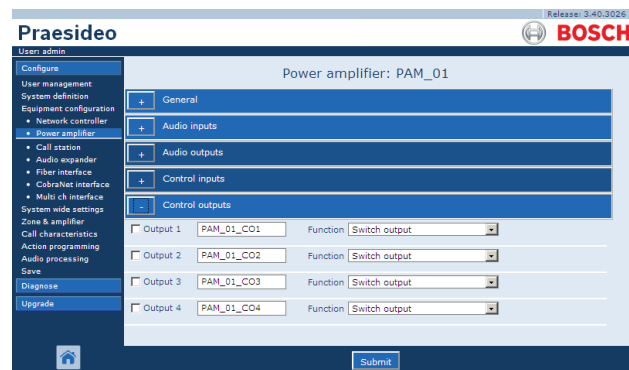 Release: 3.40.3026
Praesideo
BOSCH
User: admin
Configure
User management
System definition
Equipment configuration
• Network controller
• Power amplifier
• Call station
• Audio expander
• Fiber interface
• CobraNet interface
• Multi ch interface
System wide settings
Zone & amplifier
Call characteristics
Action programming
Audio processing
Save
Diagnose
Upgrade
Power amplifier: PAM_01
+ General
+ Audio inputs
+ Audio outputs
+ Control inputs
- Control outputs
Output 1 PAM_01_CO1 Function Switch output
Output 2 PAM_01_CO2 Function Switch output
Output 3 PAM_01_CO3 Function Switch output
Output 4 PAM_01_CO4 Function Switch output
Submit